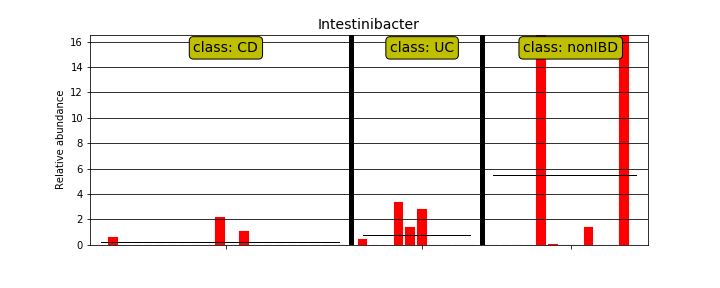 Intestinibacter
class: CD
class: UC
class: nonIBD
Relative abundance
16
14
12
10
8
6
4
2
0